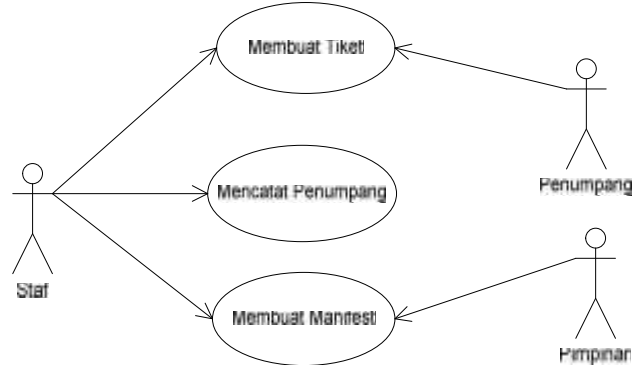 Membuat Tiket
Penumpang
Mencatat Penumpang
Staf
Membuat Manifest
Pimpinan